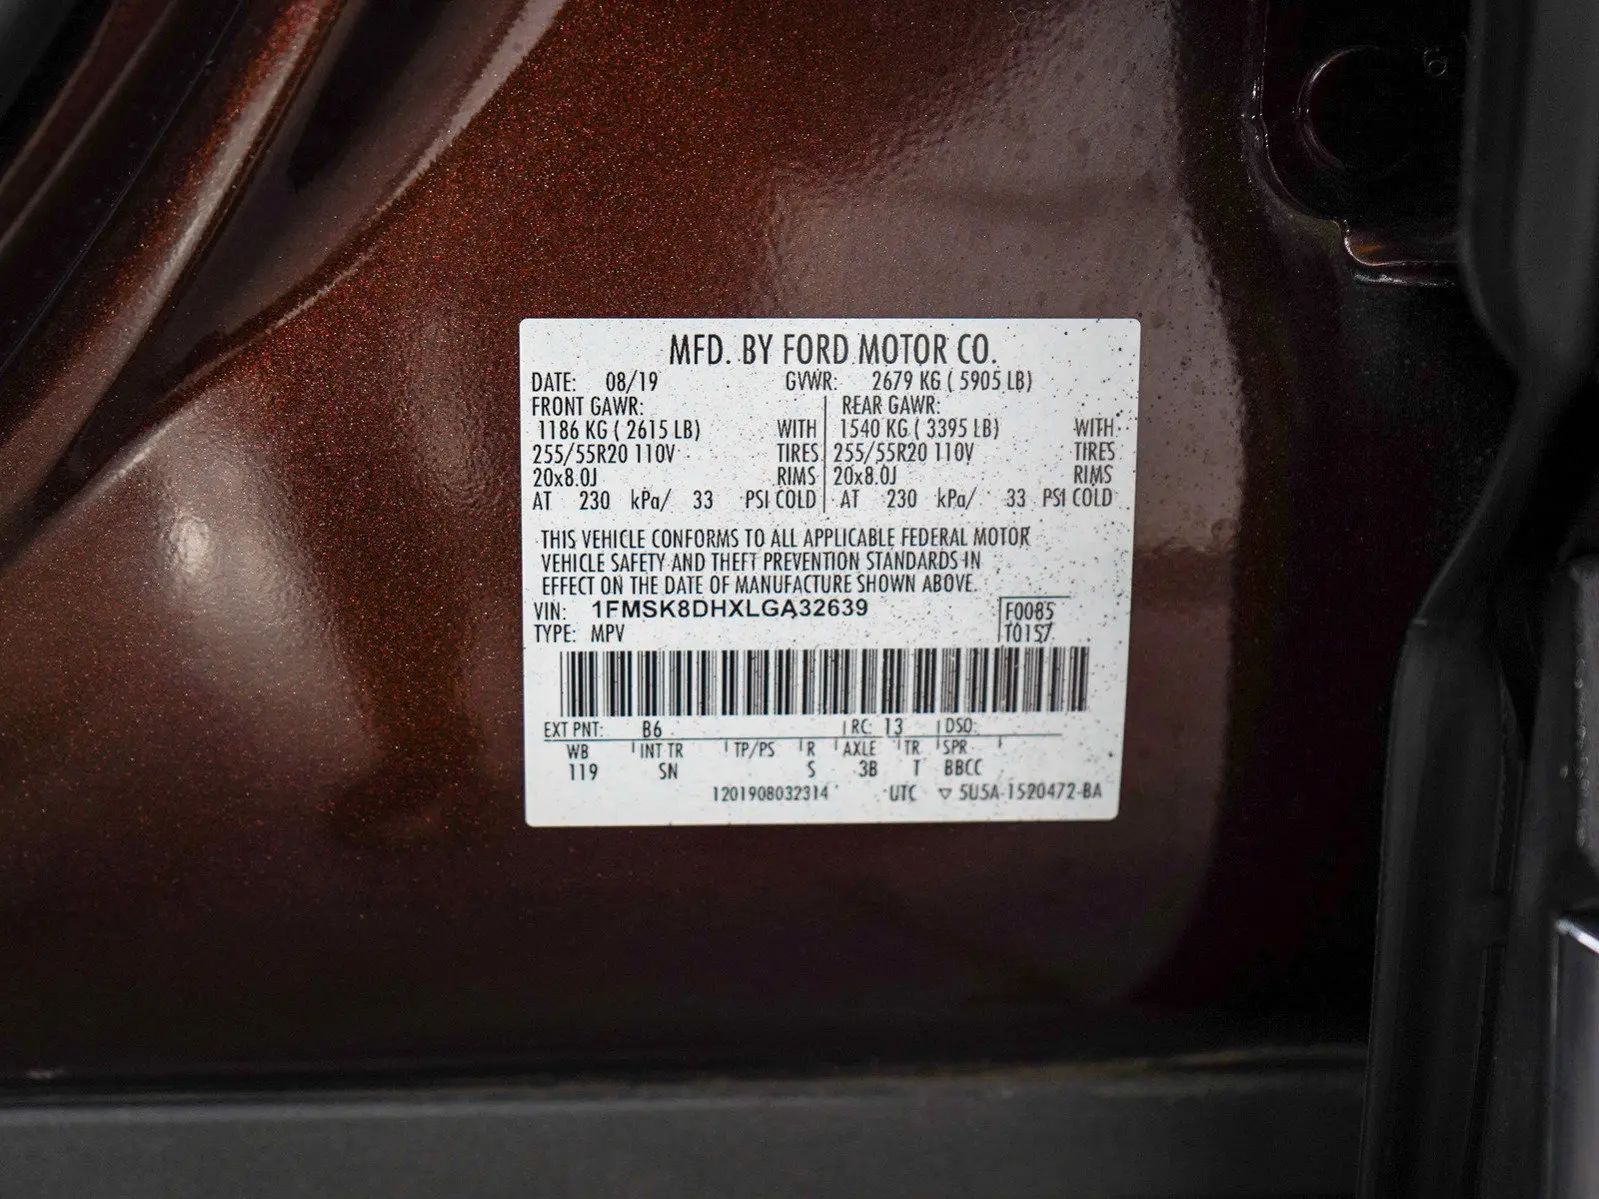 MFD. BY FORD MOTOR CO.
DATE: 08/19 GVWR: 2679 KG ( 5905 LB)
FRONT GAWR: REAR GAWR:
1186 KG ( 2615 LB) WITH 1540 KG ( 3395 LB) WITH
255/55R20 110V TIRES 255/55R20 110V TIRES
20x8.0J RIMS 20x8.0J RIMS
AT 230 kPa/ 33 PSI COLD AT 230 kPa/ 33 PSI COLD
THIS VEHICLE CONFORMS TO ALL APPLICABLE FEDERAL MOTOR
VEHICLE SAFETY AND THEFT PREVENTION STANDARDS IN
EFFECT ON THE DATE OF MANUFACTURE SHOWN ABOVE.
VIN: 1FMSK8DHXLGA32639 F0085
TYPE: MPV T0157
EXT PNT: B6 RC: 13 DSO:
WB INT TR TP/PS R AXLE TR SPR
119 SN S 3B T BBCC
1201908032314 UTC ▽ 5U5A-1520472-BA